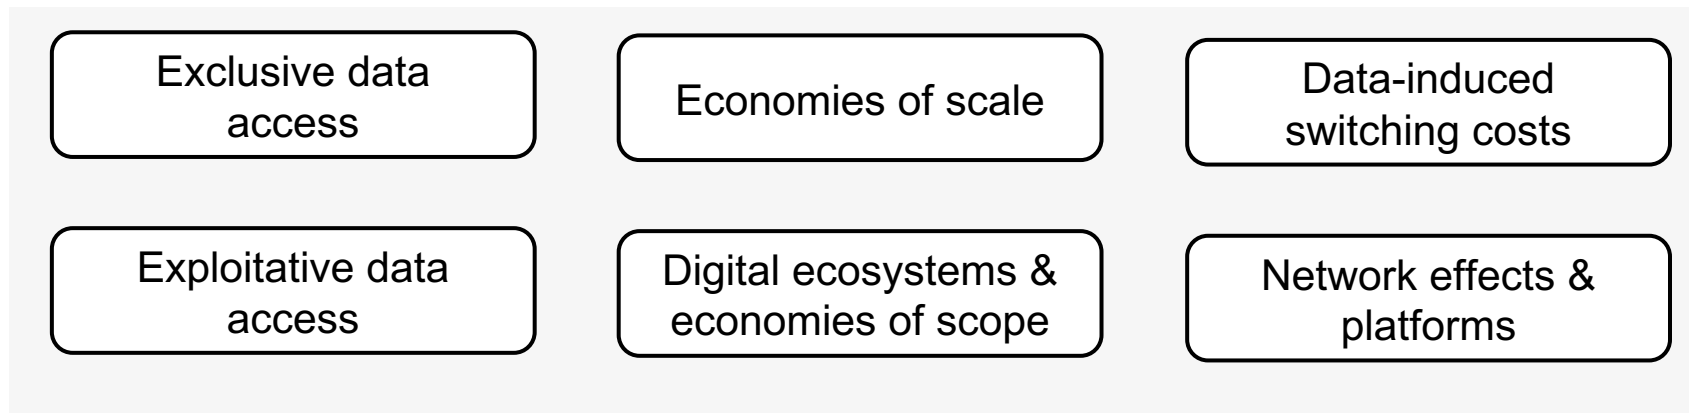 Exclusive data
access
Economies of scale
Data-induced
switching costs
Exploitative data
access
Digital ecosystems &
economies of scope
Network effects &
platforms